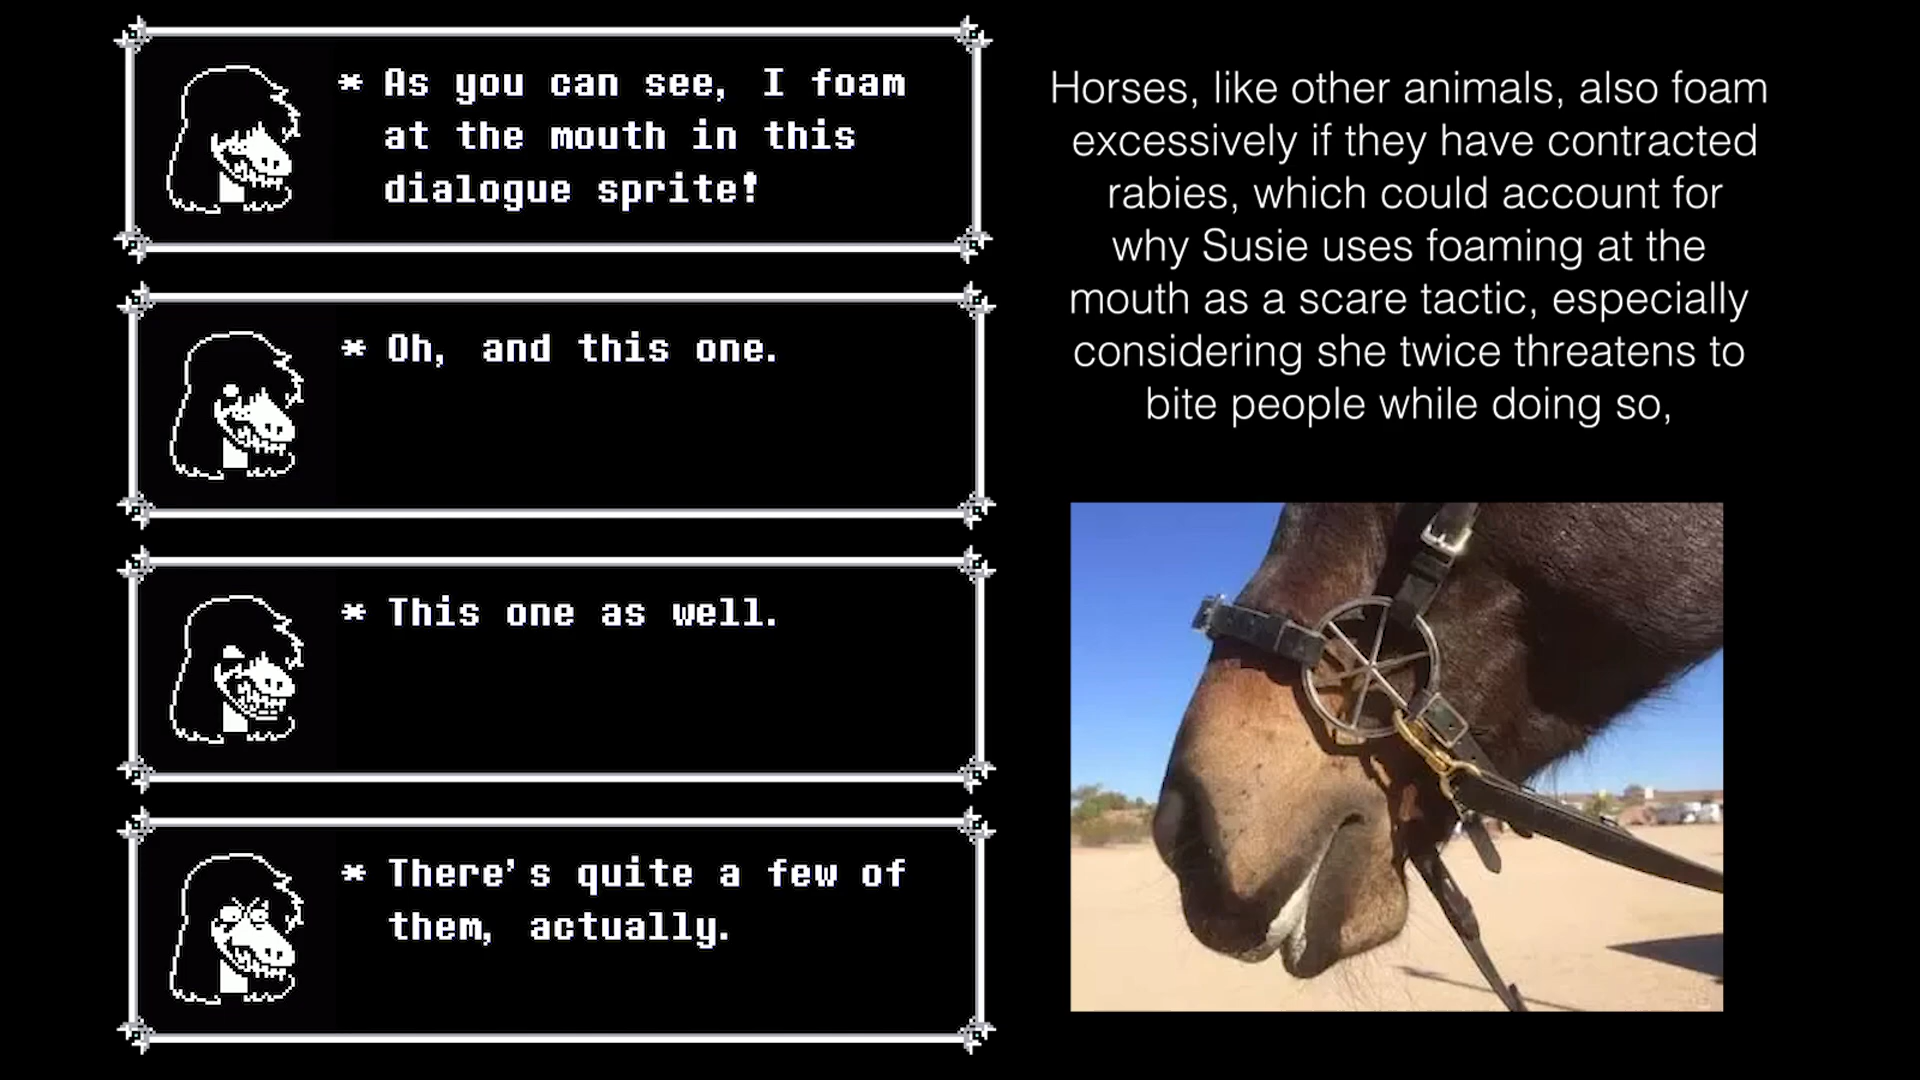 * As you can see, I foam
at the mouth in this
dialogue sprite!
* Oh, and this one.
* This one as well.
* There's quite a few of
them, actually.
Horses, like other animals, also foam
excessively if they have contracted
rabies, which could account for
why Susie uses foaming at the
mouth as a scare tactic, especially
considering she twice threatens to
bite people while doing so,